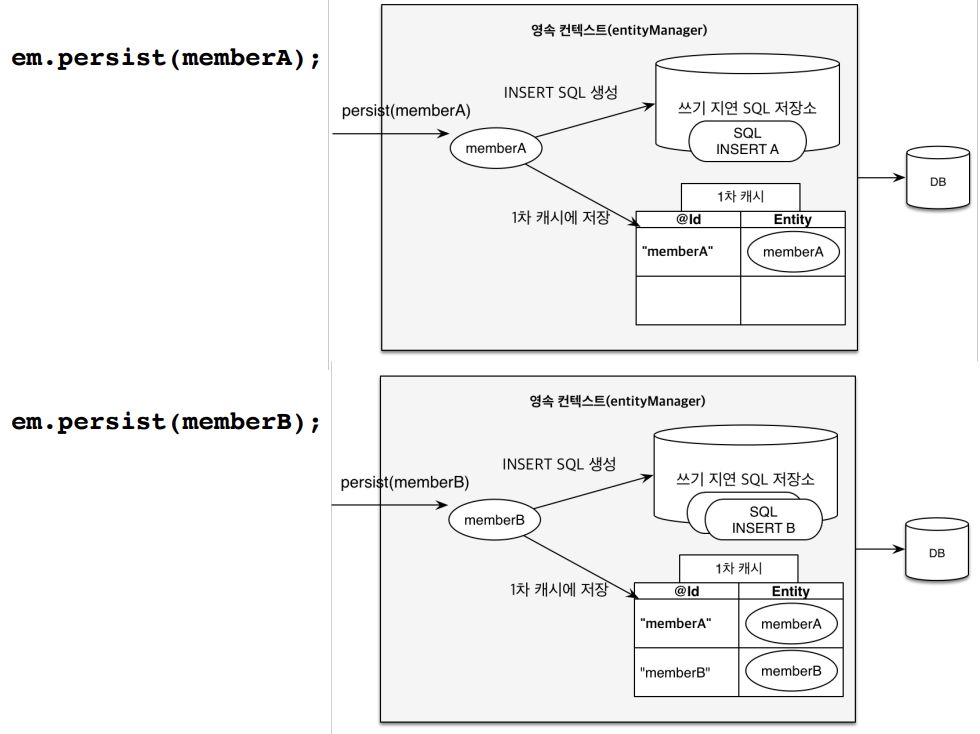 em.persist(memberA);
영속 컨텍스트(entityManager)
persist(memberA)
INSERT SQL 생성
memberA
쓰기 지연 SQL 저장소
SQL
INSERT A
DB
1차 캐시에 저장
1차 캐시
@Id Entity
"memberA" memberA
em.persist(memberB);
영속 컨텍스트(entityManager)
persist(memberB)
INSERT SQL 생성
memberB
쓰기 지연 SQL 저장소
SQL
INSERT B
DB
1차 캐시에 저장
1차 캐시
@Id Entity
"memberA" memberA
"memberB" memberB